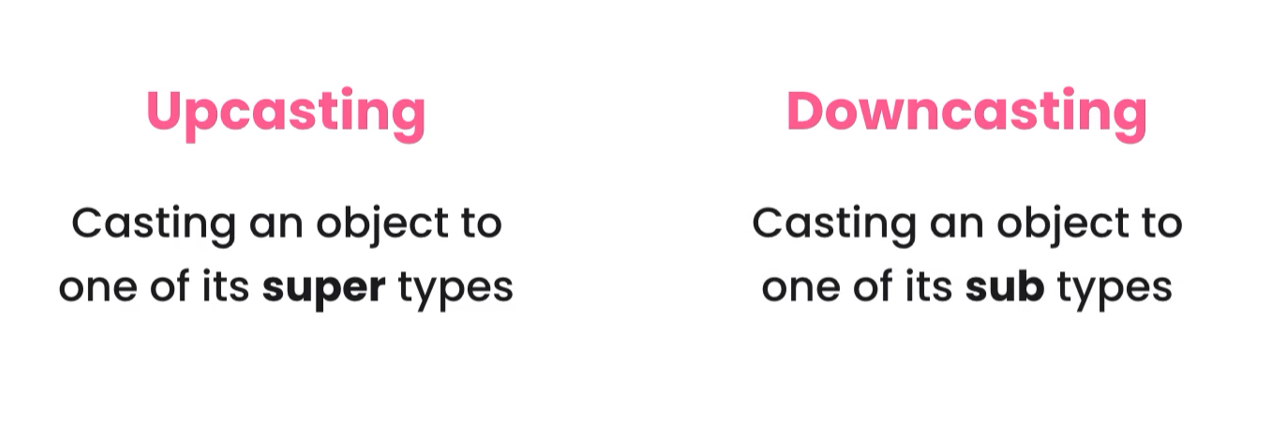 Upcasting
Casting an object to
one of its super types
Downcasting
Casting an object to
one of its sub types